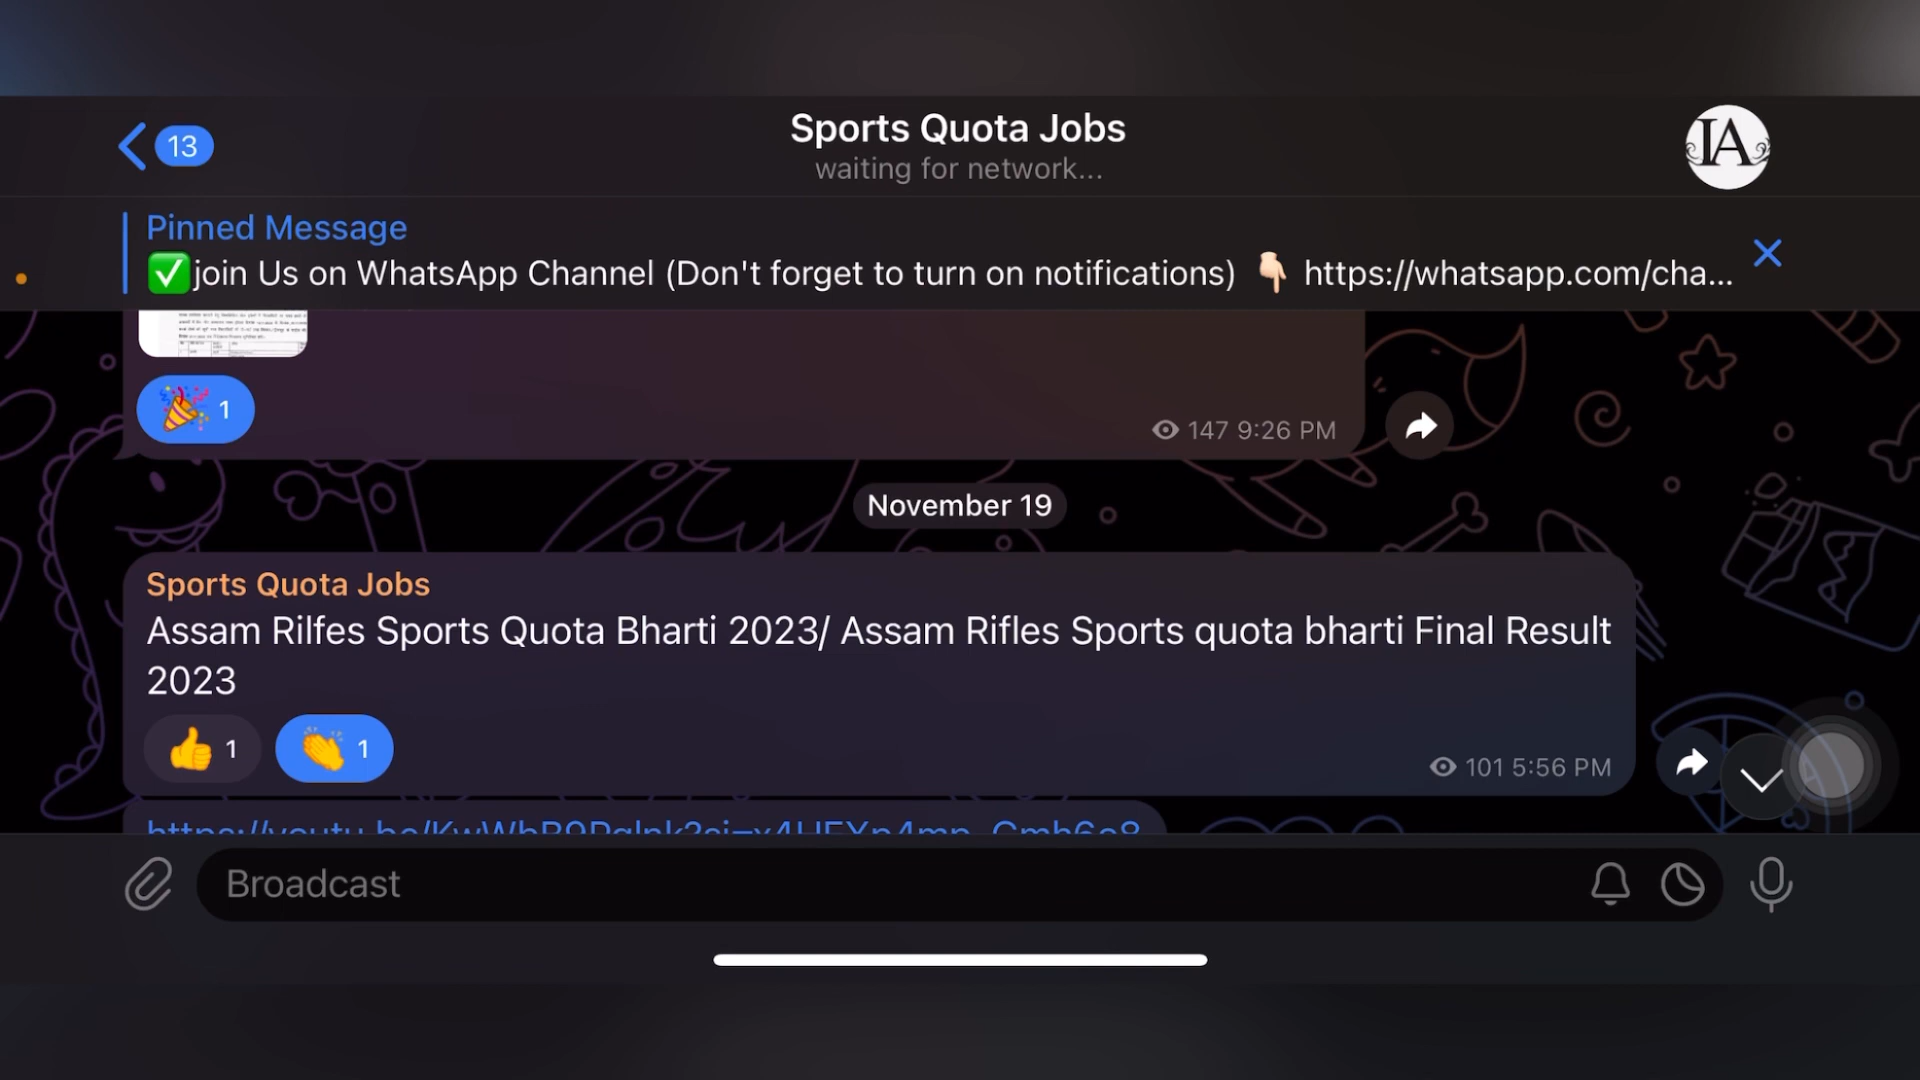 13
Sports Quota Jobs
waiting for network...
IA
Pinned Message
✅join Us on WhatsApp Channel (Don't forget to turn on notifications) 👇🏻 https://whatsapp.com/cha...
🎉 1
147 9:26 PM
November 19
Sports Quota Jobs
Assam Rilfes Sports Quota Bharti 2023/ Assam Rifles Sports quota bharti Final Result
2023
👍 1 👏 1
101 5:56 PM
Broadcast